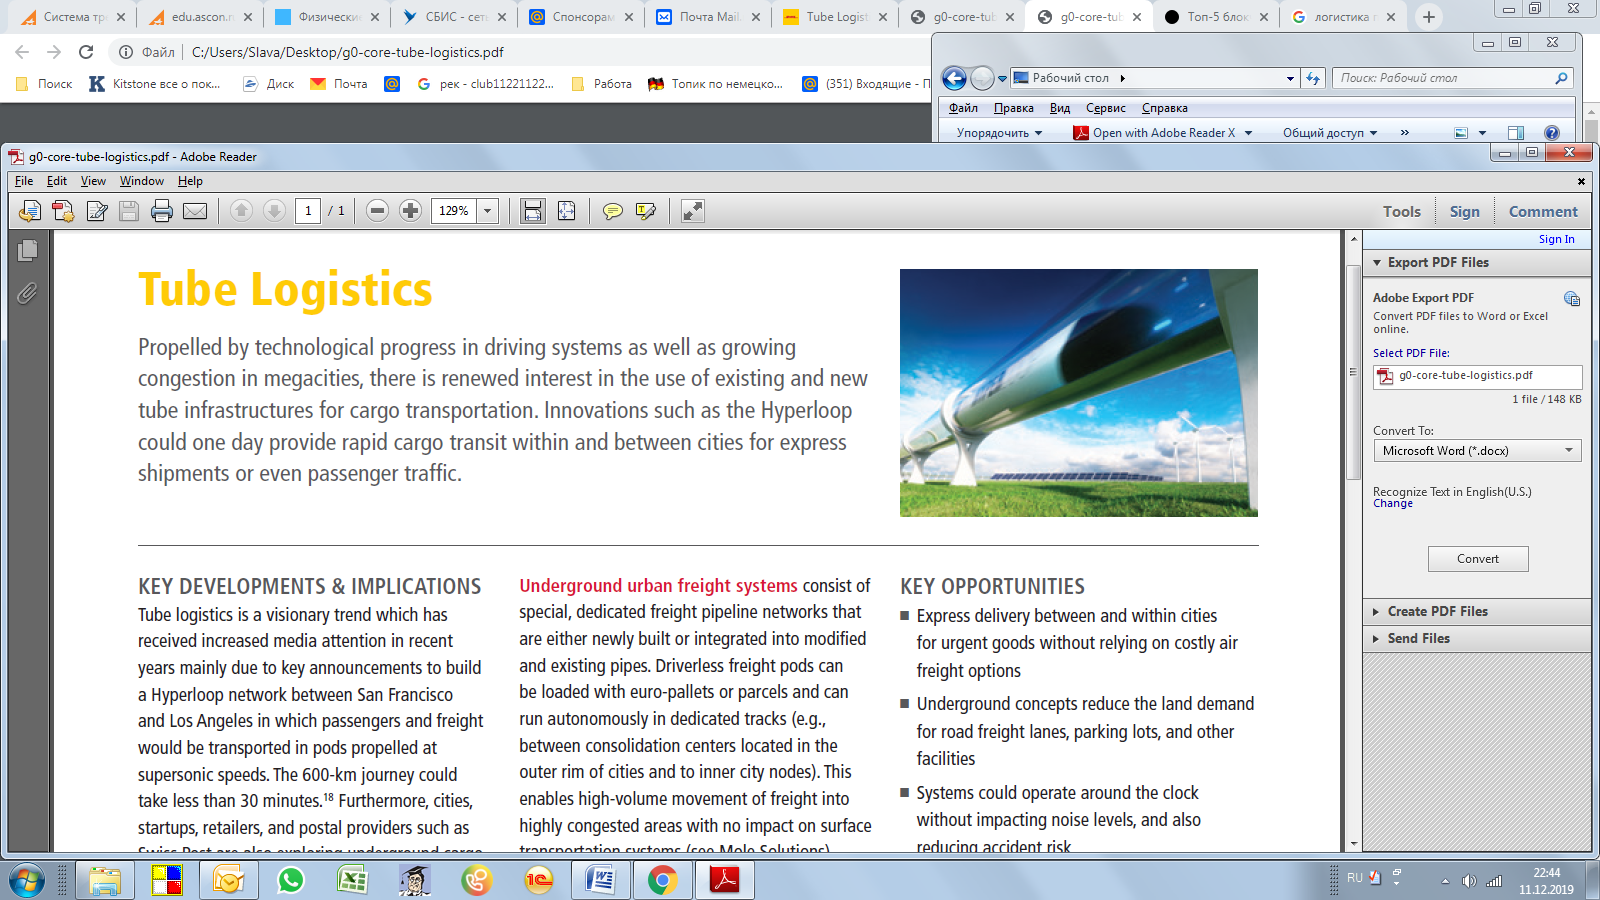 Система тр
edu.ascon.r
Физические
СБИС - сеть
Спонсорам
Почта Mail.
Tube Logist
g0-core-tub
g0-core-tub
Топ-5 блок
логистика п
Файл C:/Users/Slava/Desktop/g0-core-tube-logistics.pdf
Поиск
Kitstone все о пок...
Диск
Почта
рек - club11221122...
Работа
Топик по немецко...
(351) Входящие - П
Рабочий стол
Поиск: Рабочий стол
Файл Правка Вид Сервис Справка
Упорядочить Open with Adobe Reader X Общий доступ »
g0-core-tube-logistics.pdf - Adobe Reader
File Edit View Window Help
1 / 1 129% Tools Sign Comment
Tube Logistics
Propelled by technological progress in driving systems as well as growing
congestion in megacities, there is renewed interest in the use of existing and new
tube infrastructures for cargo transportation. Innovations such as the Hyperloop
could one day provide rapid cargo transit within and between cities for express
shipments or even passenger traffic.
KEY DEVELOPMENTS & IMPLICATIONS
Tube logistics is a visionary trend which has
received increased media attention in recent
years mainly due to key announcements to build
a Hyperloop network between San Francisco
and Los Angeles in which passengers and freight
would be transported in pods propelled at
supersonic speeds. The 600-km journey could
take less than 30 minutes.18 Furthermore, cities,
startups, retailers, and postal providers such as
Swiss Post are also exploring underground cargo
Underground urban freight systems consist of
special, dedicated freight pipeline networks that
are either newly built or integrated into modified
and existing pipes. Driverless freight pods can
be loaded with euro-pallets or parcels and can
run autonomously in dedicated tracks (e.g.,
between consolidation centers located in the
outer rim of cities and to inner city nodes). This
enables high-volume movement of freight into
highly congested areas with no impact on surface
transportation systems (see Mole Solutions).
KEY OPPORTUNITIES
■ Express delivery between and within cities
for urgent goods without relying on costly air
freight options
■ Underground concepts reduce the land demand
for road freight lanes, parking lots, and other
facilities
■ Systems could operate around the clock
without impacting noise levels, and also
reducing accident risk
Sign In
Export PDF Files
Adobe Export PDF
Convert PDF files to Word or Excel
online.
Select PDF File:
g0-core-tube-logistics.pdf
1 file / 148 KB
Convert To:
Microsoft Word (*.docx)
Recognize Text in English(U.S.)
Change
Convert
Create PDF Files
Send Files
RU
22:44
11.12.2019